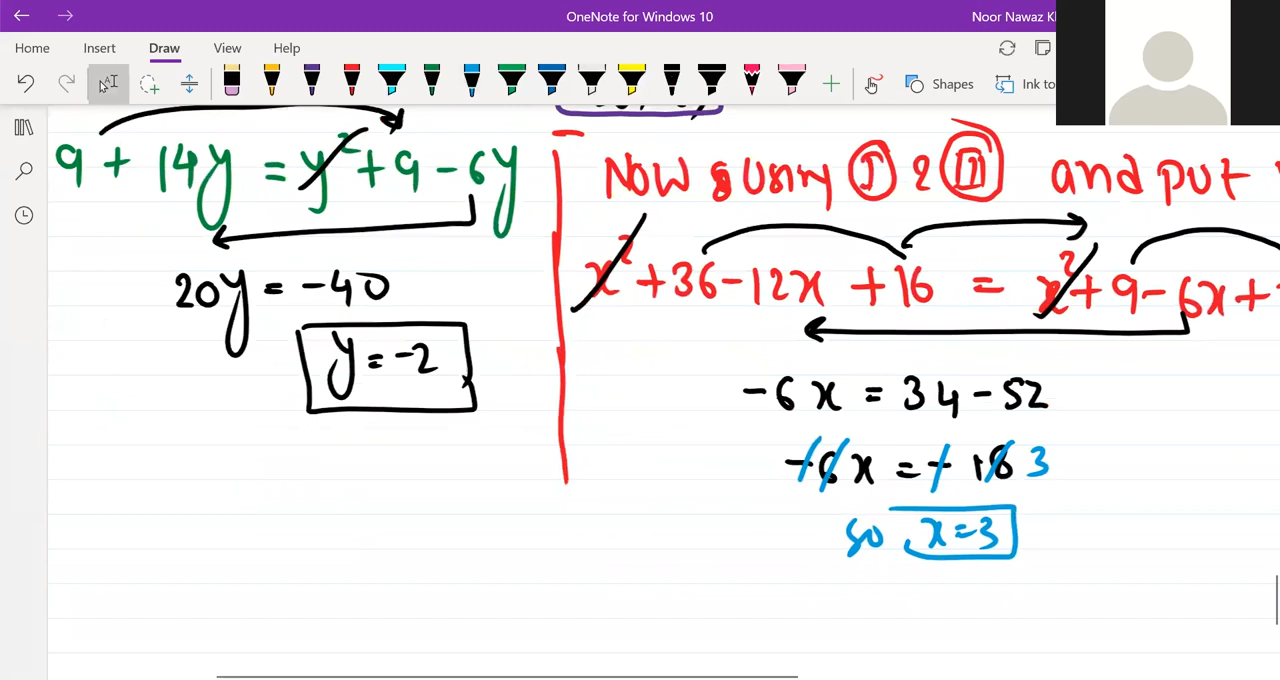 OneNote for Windows 10
Noor Nawaz Kh
Home Insert Draw View Help
Shapes
Ink to
9 + 14y = y² + 9 - 6y
20y = -40
y = -2
Now using I & III and put
x² + 36 - 12x + 16 = x² + 9 - 6x +
-6x = 34 - 52
-6x = -18 3
so x = 3